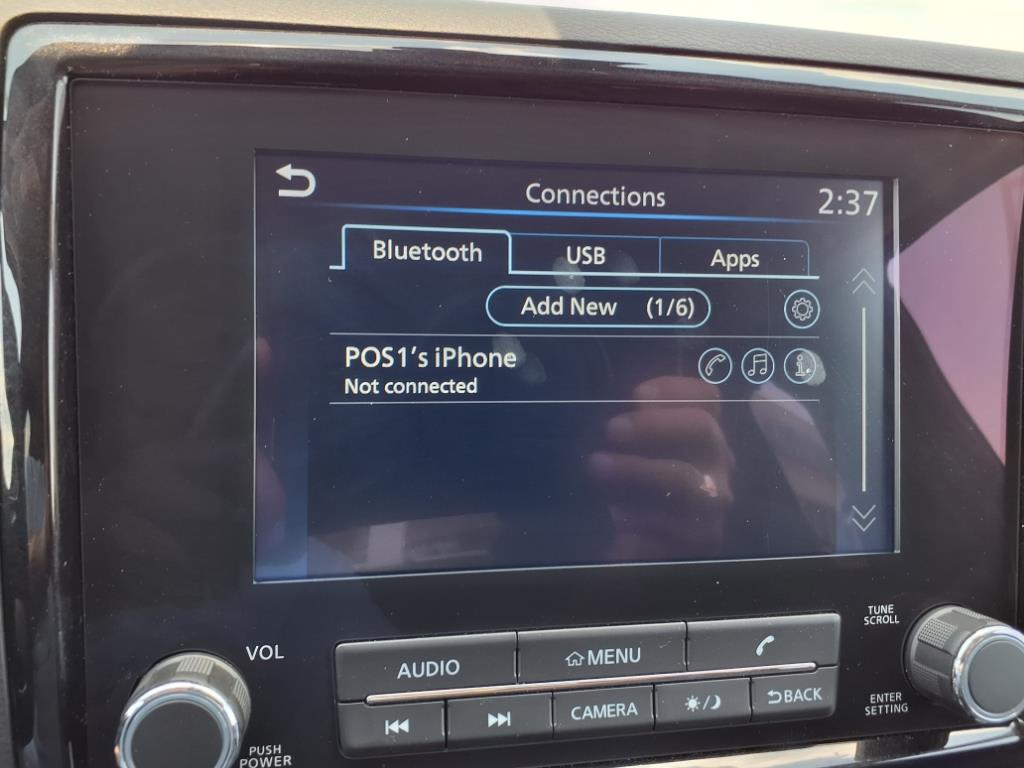 Connections 2:37
Bluetooth USB Apps
Add New (1/6)
POS1's iPhone
Not connected
VOL
PUSH
POWER
AUDIO MENU
CAMERA BACK
TUNE
SCROLL
ENTER
SETTING